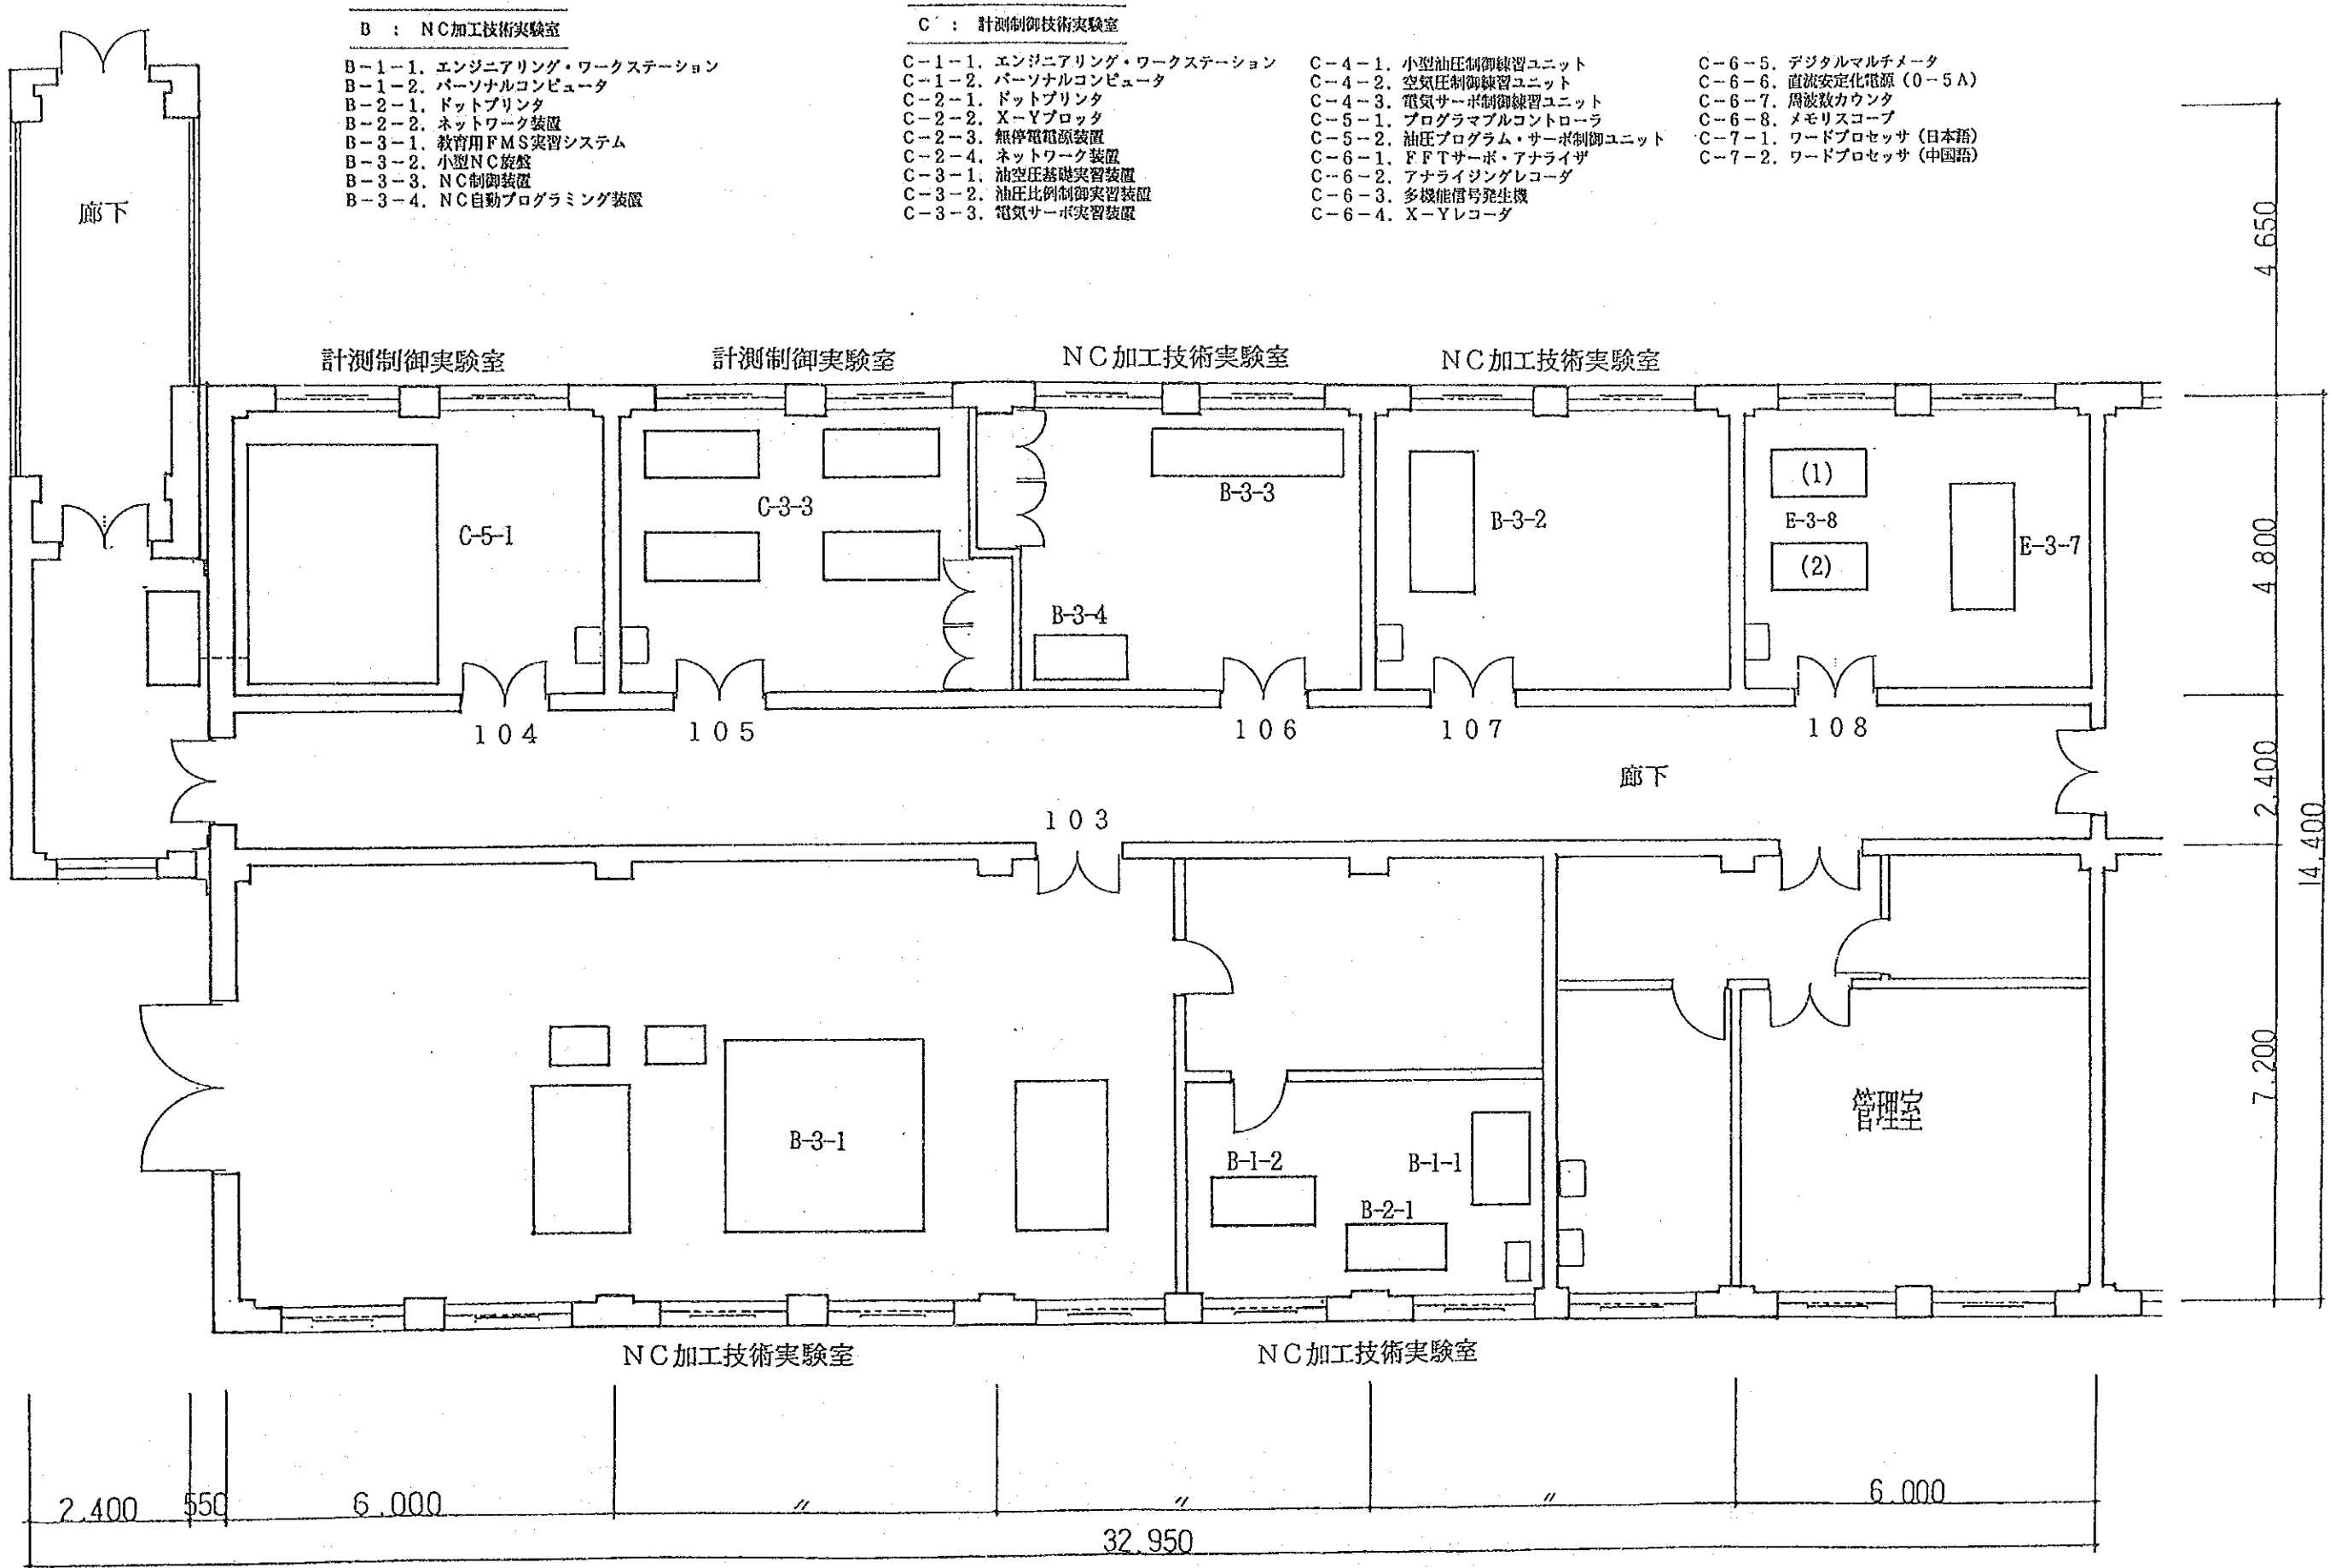 B : NC加工技術実験室
B-1-1. エンジニアリング・ワークステーション
B-1-2. パーソナルコンピュータ
B-2-1. ドットプリンタ
B-2-2. ネットワーク装置
B-3-1. 教育用FMS実習システム
B-3-2. 小型NC旋盤
B-3-3. NC制御装置
B-3-4. NC自動プログラミング装置
C : 計測制御技術実験室
C-1-1. エンジニアリング・ワークステーション
C-1-2. パーソナルコンピュータ
C-2-1. ドットプリンタ
C-2-2. X-Yプロッタ
C-2-3. 無停電電源装置
C-2-4. ネットワーク装置
C-3-1. 油空圧基礎実習装置
C-3-2. 油圧比例制御実習装置
C-3-3. 電気サーボ実習装置
C-4-1. 小型油圧制御練習ユニット
C-4-2. 空気圧制御練習ユニット
C-4-3. 電気サーボ制御練習ユニット
C-5-1. プログラマブルコントローラ
C-5-2. 油圧プログラム・サーボ制御ユニット
C-6-1. FFTサーボ・アナライザ
C-6-2. アナライジングレコーダ
C-6-3. 多機能信号発生機
C-6-4. X-Yレコーダ
C-6-5. デジタルマルチメータ
C-6-6. 直流安定化電源(0-5A)
C-6-7. 周波数カウンタ
C-6-8. メモリスコープ
C-7-1. ワードプロセッサ(日本語)
C-7-2. ワードプロセッサ(中国語)
廊下
4,650
計測制御実験室
計測制御実験室
NC加工技術実験室
NC加工技術実験室
C-5-1
C-3-3
B-3-3
B-3-4
B-3-2
(1)
E-3-8
(2)
E-3-7
4,800
104
105
106
107
108
廊下
2,400
14,400
103
B-3-1
B-1-2
B-1-1
B-2-1
管理室
7,200
NC加工技術実験室
NC加工技術実験室
2,400
550
6,000
〃
〃
〃
6,000
32,950